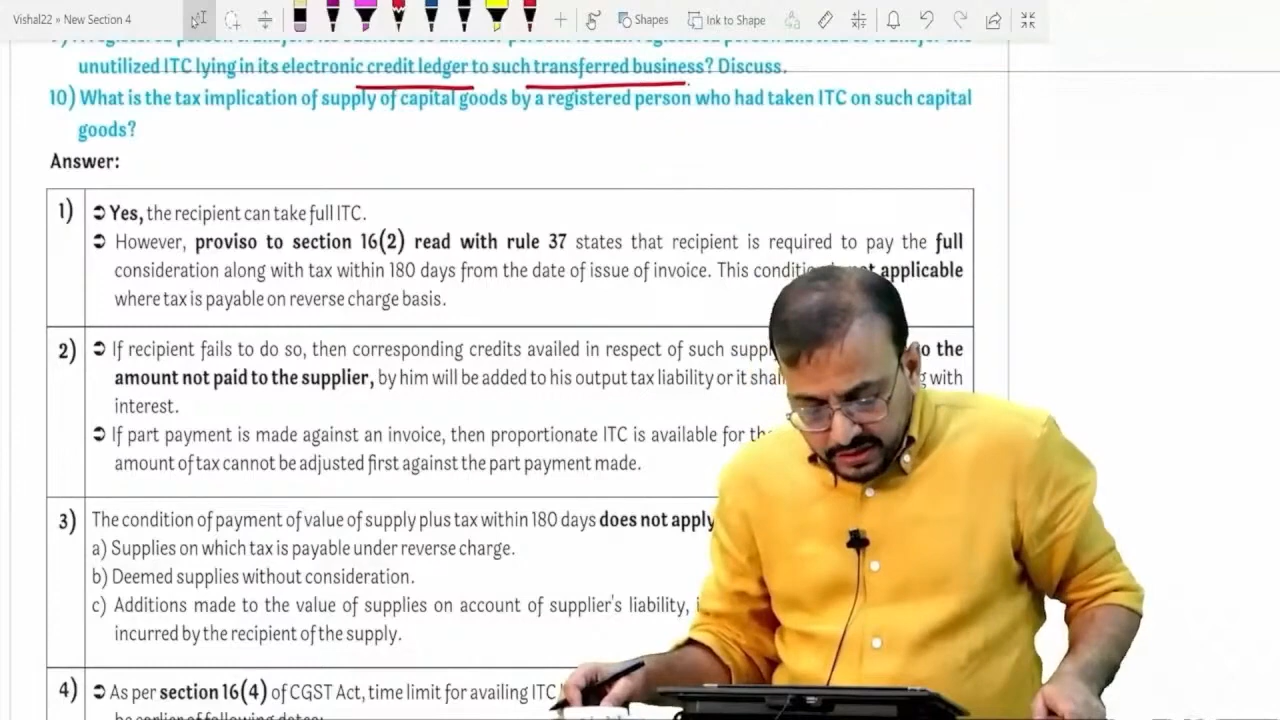 Vishal22 » New Section 4
Shapes
Ink to Shape
unutilized ITC lying in its electronic credit ledger to such transferred business? Discuss.
10) What is the tax implication of supply of capital goods by a registered person who had taken ITC on such capital
goods?
Answer:
1) ➲ Yes, the recipient can take full ITC.
➲ However, proviso to section 16(2) read with rule 37 states that recipient is required to pay the full
consideration along with tax within 180 days from the date of issue of invoice. This applicable
where tax is payable on reverse charge basis.
2) ➲ If recipient fails to do so, then corresponding credits availed in respect of such the
amount not paid to the supplier, by him will be added to his output tax liability or it with
interest.
➲ If part payment is made against an invoice, then proportionate ITC is available for
amount of tax cannot be adjusted first against the part payment made.
3) The condition of payment of value of supply plus tax within 180 days does not apply
a) Supplies on which tax is payable under reverse charge.
b) Deemed supplies without consideration.
c) Additions made to the value of supplies on account of supplier's liability,
incurred by the recipient of the supply.
4) ➲ As per section 16(4) of CGST Act, time limit for availing ITC
be earlier of following dates: